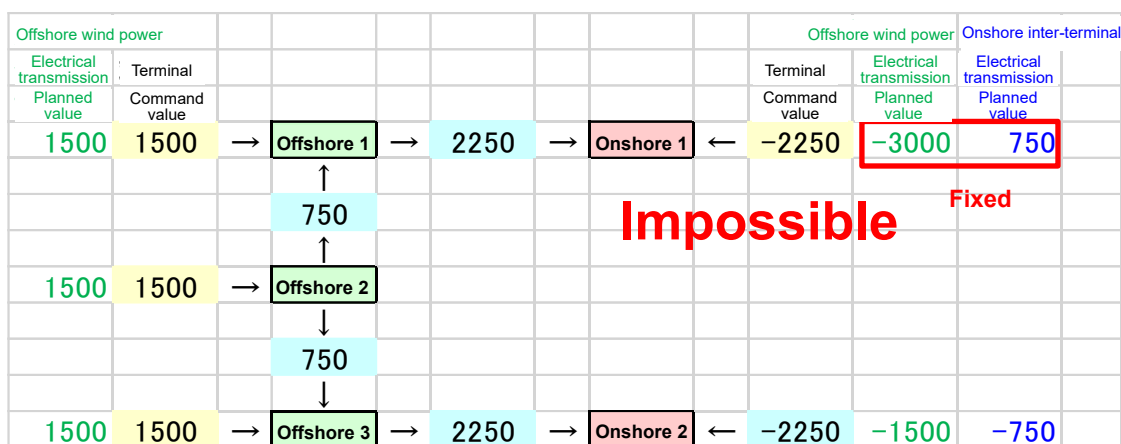 Offshore wind power Offshore wind power Onshore inter-terminal
Electrical transmission Terminal Terminal Electrical transmission Electrical transmission
Planned value Command value Command value Planned value Planned value
1500 1500 → Offshore 1 → 2250 → Onshore 1 ← −2250 −3000 750
↑
750 Impossible Fixed
↑
1500 1500 → Offshore 2
↓
750
↓
1500 1500 → Offshore 3 → 2250 → Onshore 2 ← −2250 −1500 −750